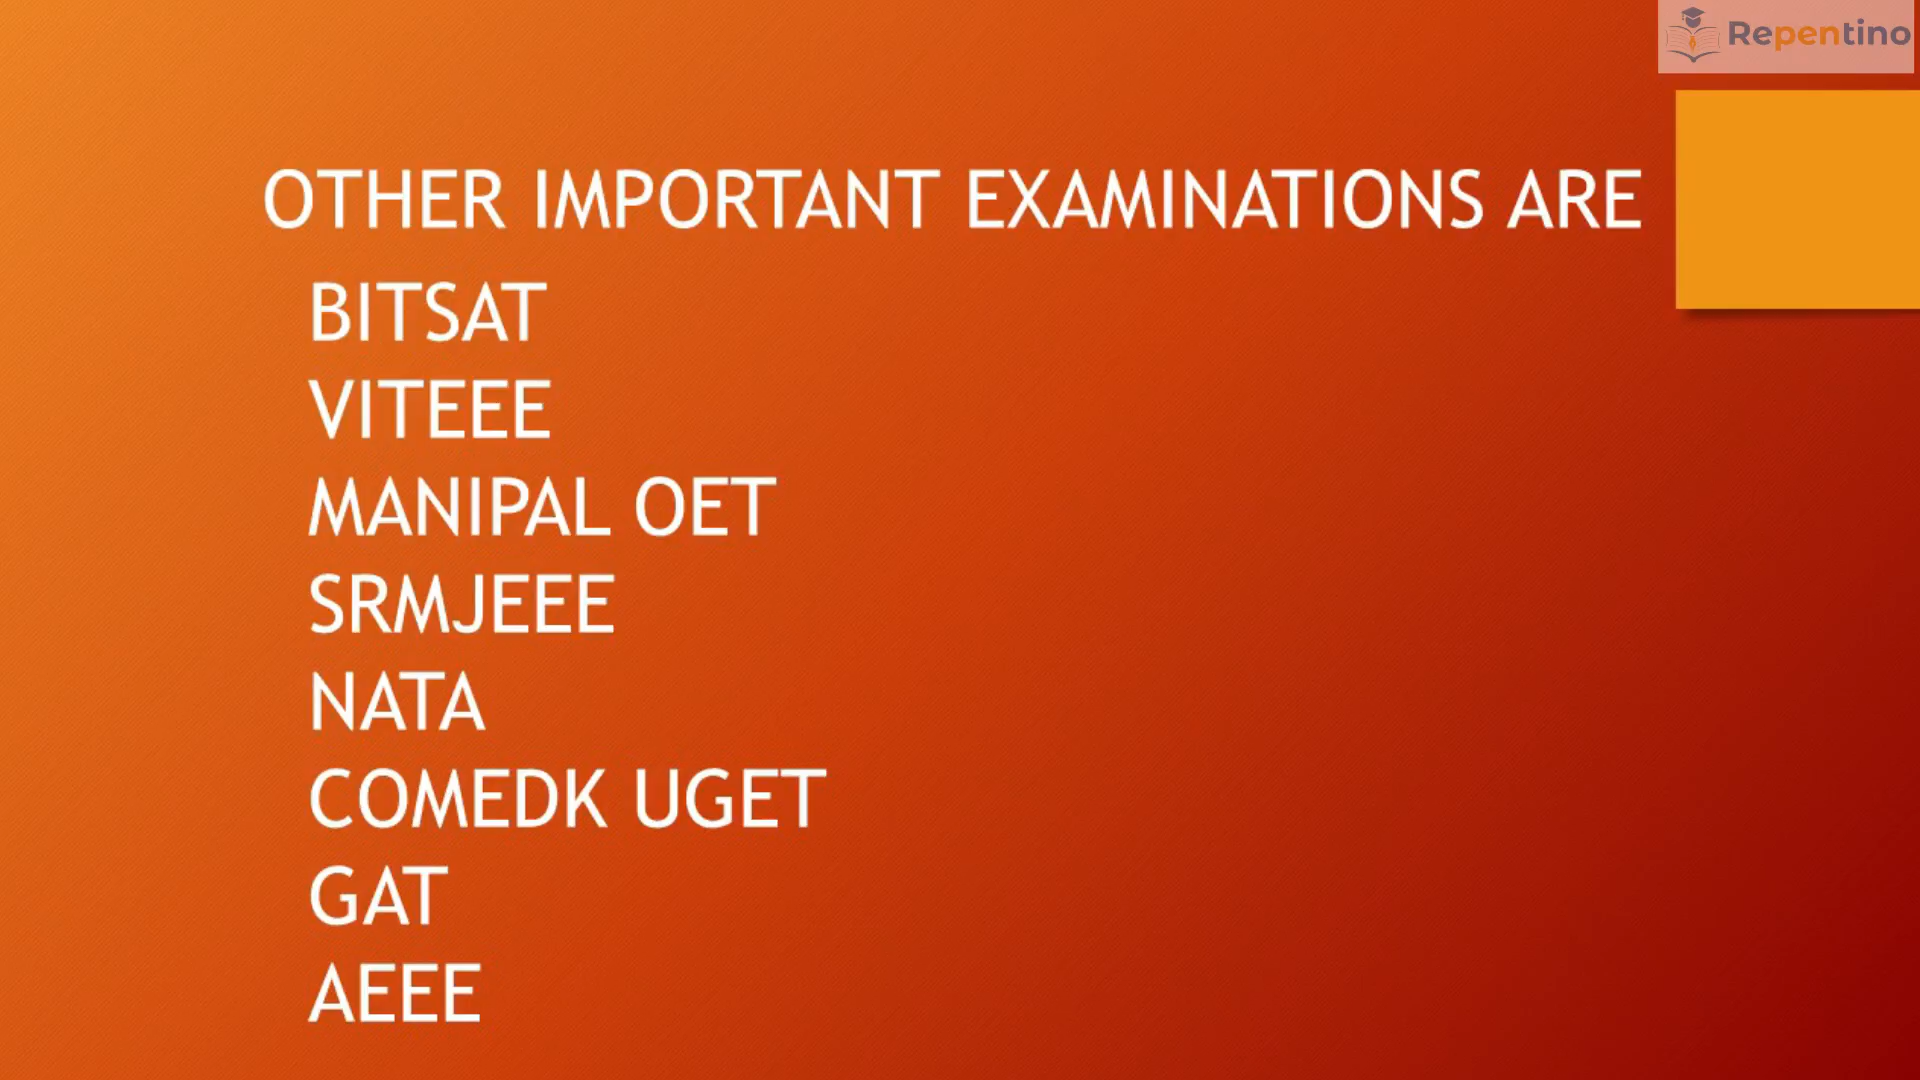 Repentino
OTHER IMPORTANT EXAMINATIONS ARE
BITSAT
VITEEE
MANIPAL OET
SRMJEEE
NATA
COMEDK UGET
GAT
AEEE